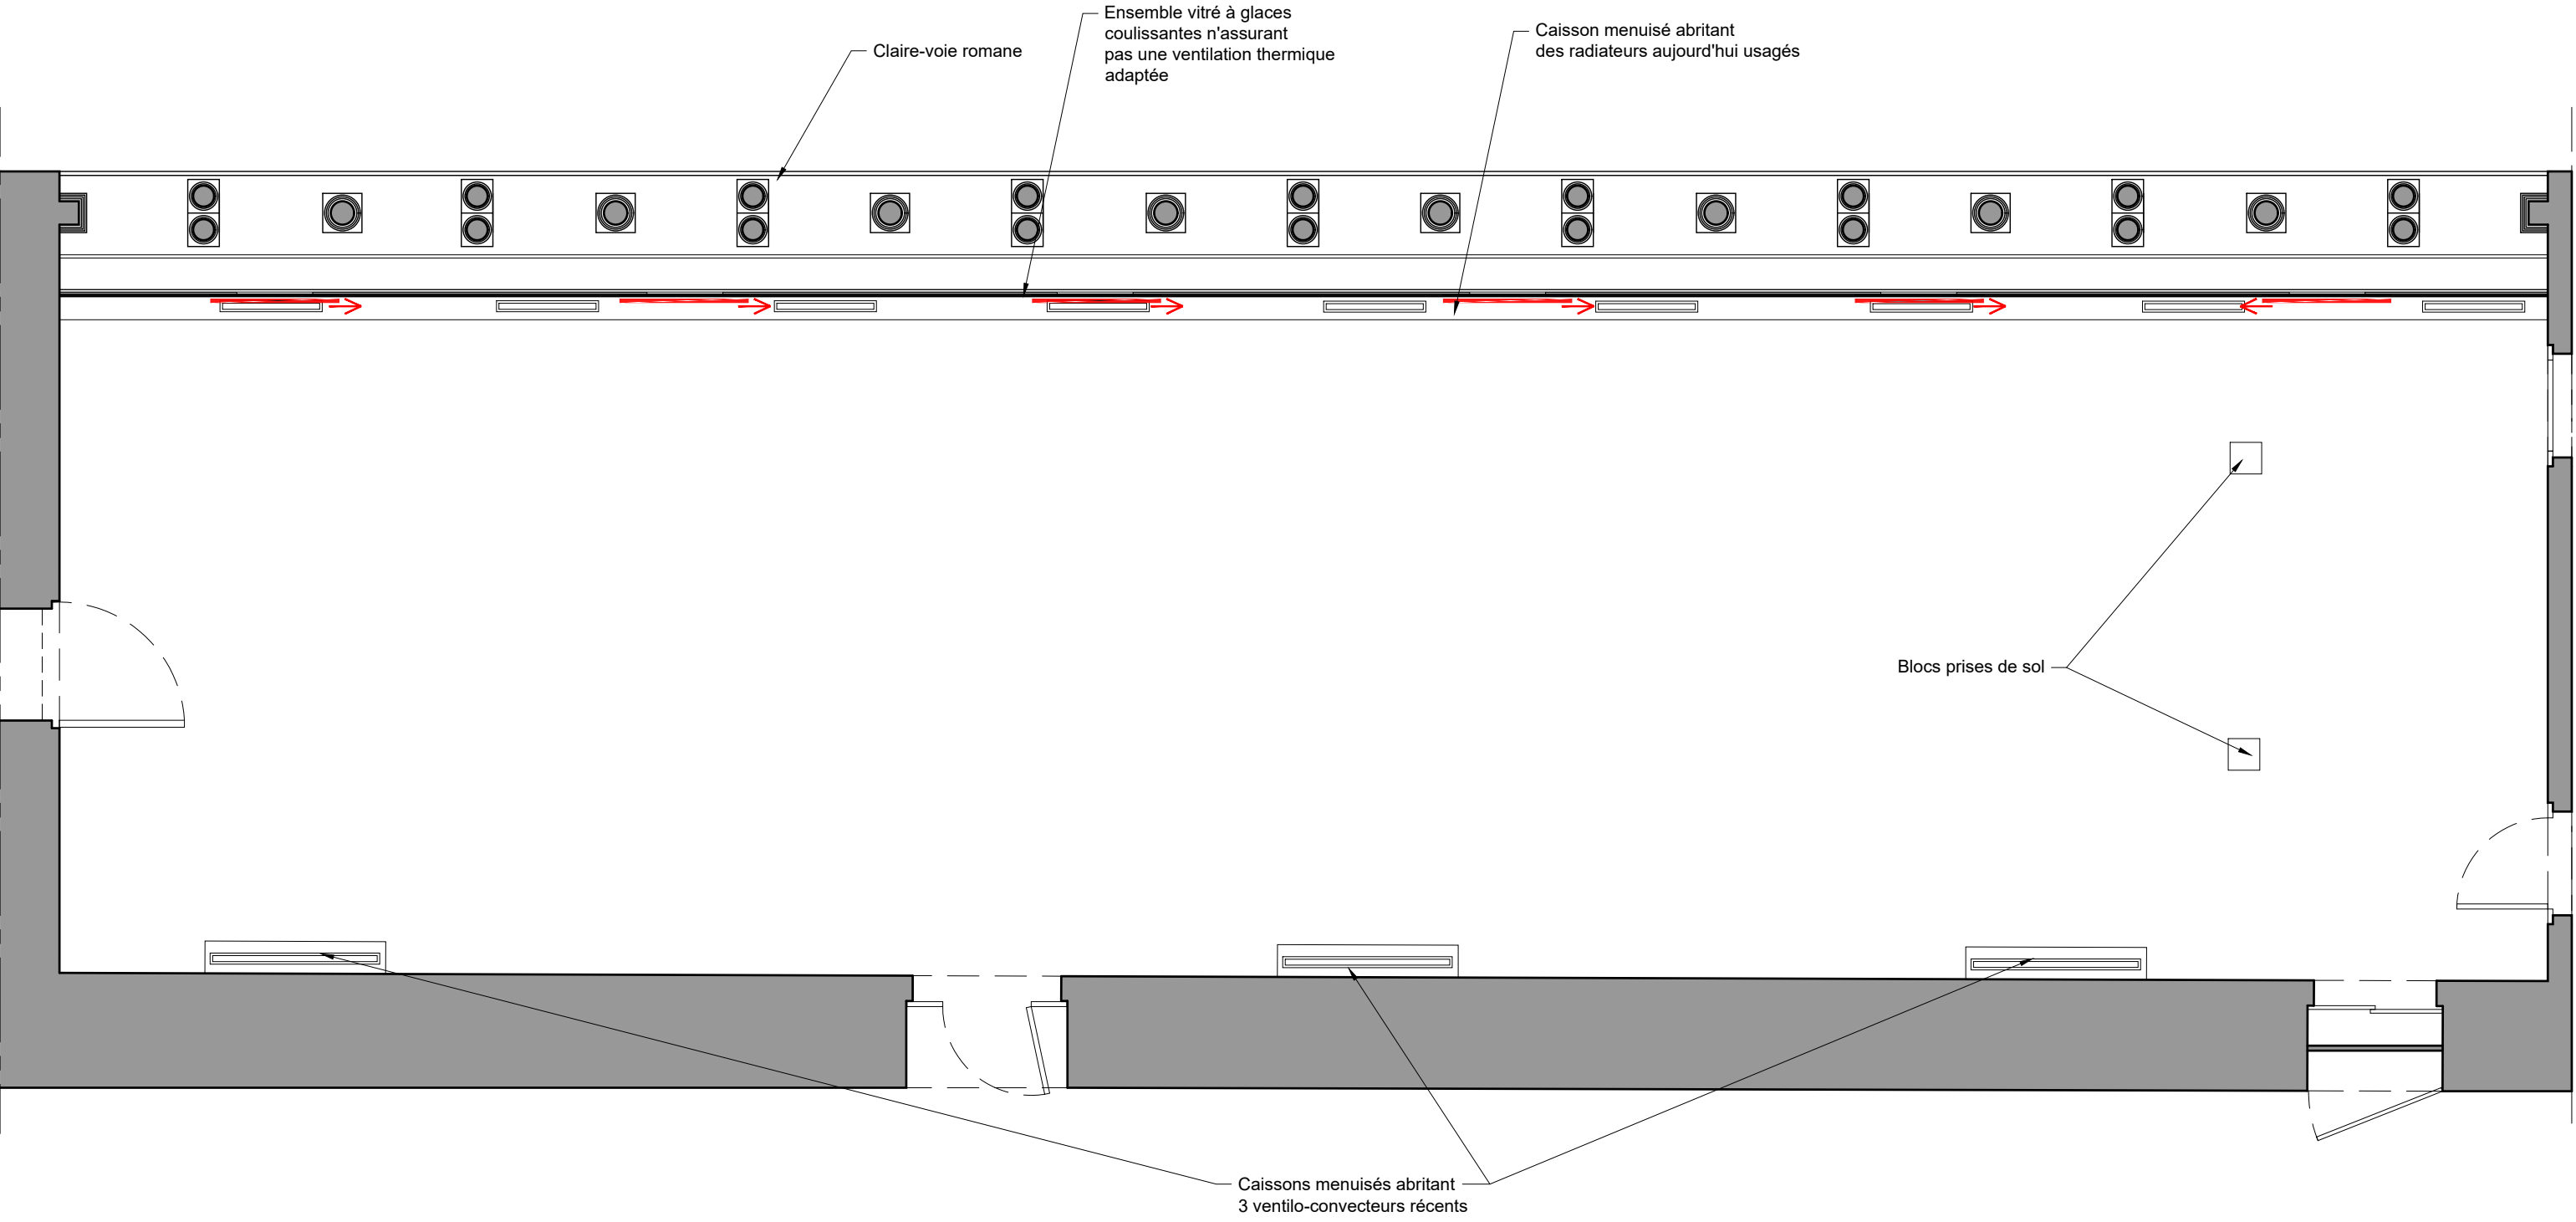 Ensemble vitré à glaces
coulissantes n'assurant
pas une ventilation thermique
adaptée
Claire-voie romane
Caisson menuisé abritant
des radiateurs aujourd'hui usagés
Blocs prises de sol
Caissons menuisés abritant
3 ventilo-convecteurs récents